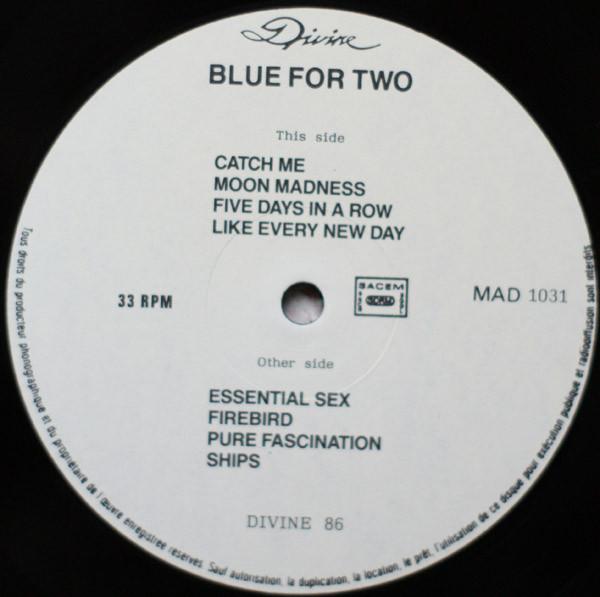 Divine
BLUE FOR TWO
This side
CATCH ME
MOON MADNESS
FIVE DAYS IN A ROW
LIKE EVERY NEW DAY
33 RPM
SACEM
MAD 1031
Other side
ESSENTIAL SEX
FIREBIRD
PURE FASCINATION
SHIPS
DIVINE 86
Tous droits du producteur phonographique et du propriétaire de l'œuvre enregistrée réservés. Sauf autorisation, la duplication, la location, le prêt, l'utilisation de ce disque pour exécution publique et radiodiffusion sont interdits